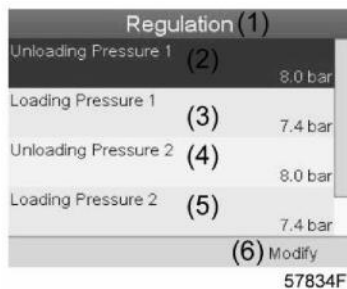 Regulation (1)
Unloading Pressure 1 (2)
8.0 bar
Loading Pressure 1 (3)
7.4 bar
Unloading Pressure 2 (4)
8.0 bar
Loading Pressure 2 (5)
7.4 bar
(6) Modify
57834F